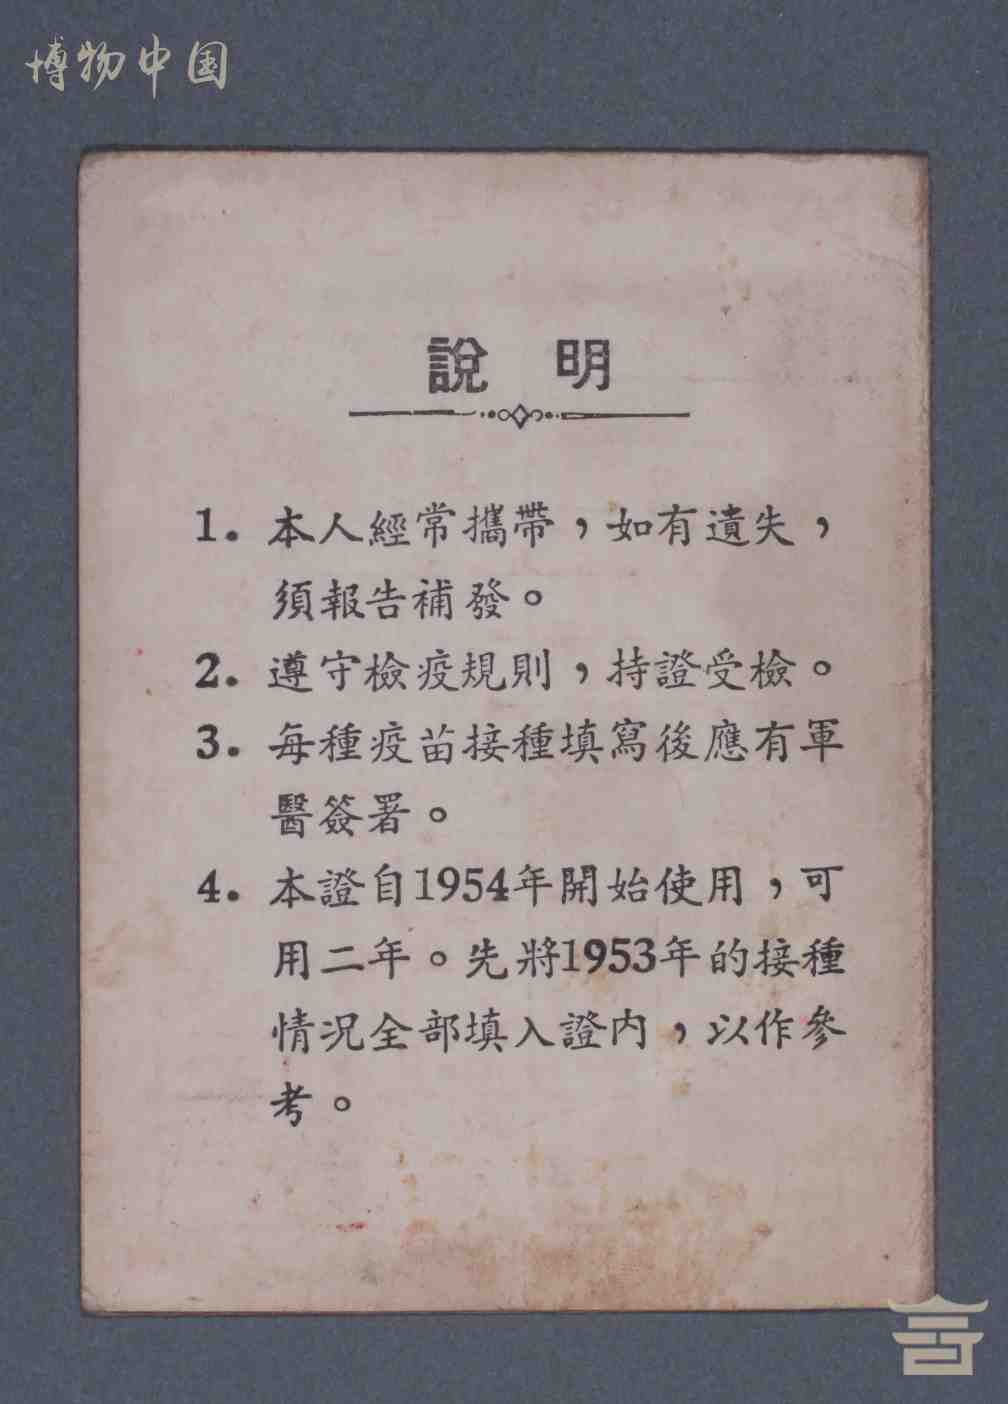 博物中国
說 明
1. 本人經常攜帶，如有遺失，
須報告補發。
2. 遵守檢疫規則，持證受檢。
3. 每種疫苗接種填寫後應有軍
醫簽署。
4. 本證自1954年開始使用，可
用二年。先將1953年的接種
情况全部填入證内，以作參
考。